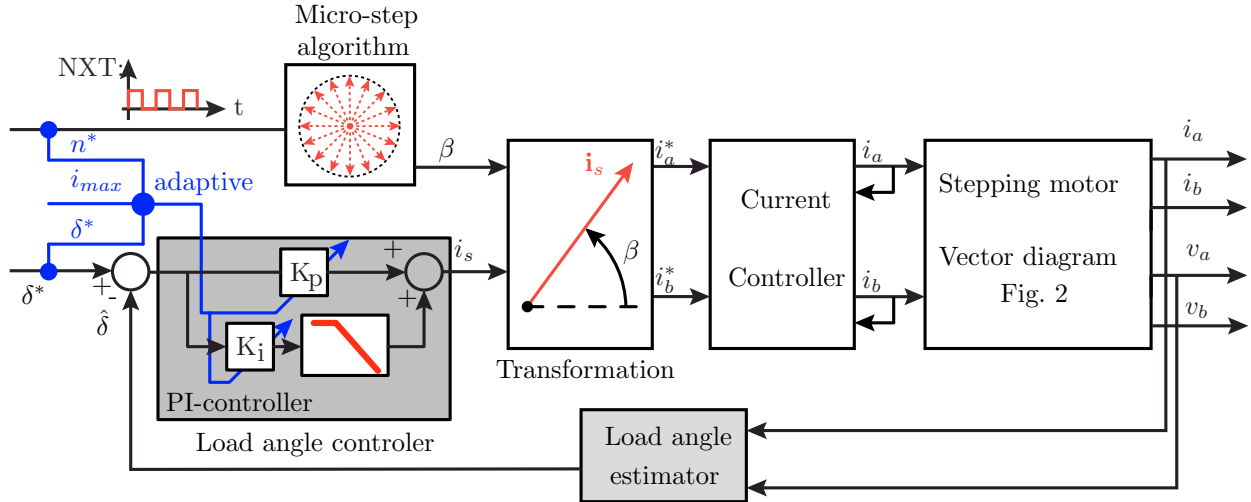 Micro-step
algorithm
NXT:
t
n*
i_max
adaptive
δ*
δ*
+
-
δ̂
K_p
K_i
+
+
PI-controller
Load angle controler
i_s
β
i_s
β
Transformation
i_a*
i_b*
Current
Controller
i_a
i_b
Stepping motor
Vector diagram
Fig. 2
i_a
i_b
v_a
v_b
Load angle
estimator